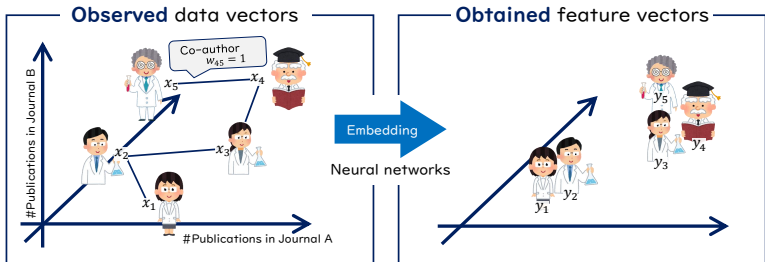 Observed data vectors
Obtained feature vectors
#Publications in Journal B
Co-author
w₄₅ = 1
x₅
x₄
x₂
x₃
x₁
#Publications in Journal A
Embedding
Neural networks
y₅
y₄
y₃
y₂
y₁